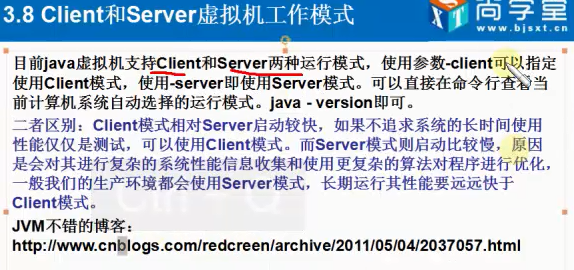 3.8 Client和Server虚拟机工作模式
尚学堂
www.bjsxt.cn
目前java虚拟机支持Client和Server两种运行模式，使用参数-client可以指定
使用Client模式，使用-server即使用Server模式。可以直接在命令行查看当
前计算机系统自动选择的运行模式。java - version即可。
二者区别：Client模式相对Server启动较快，如果不追求系统的长时间使用
性能仅仅是测试，可以使用Client模式。而Server模式则启动比较慢，原因
是会对其进行复杂的系统性能信息收集和使用更复杂的算法对程序进行优化，
一般我们的生产环境都会使用Server模式，长期运行其性能要远远快于
Client模式。
JVM不错的博客：
http://www.cnblogs.com/redcreen/archive/2011/05/04/2037057.html